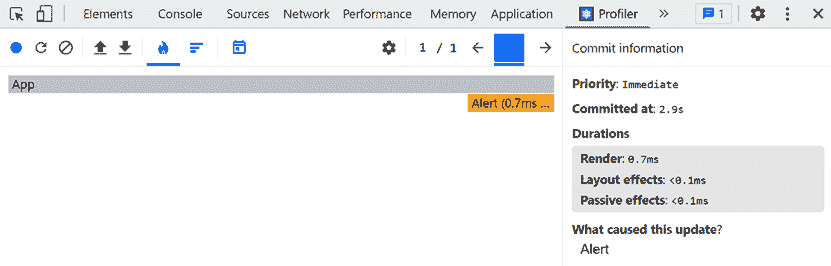 Elements Console Sources Network Performance Memory Application Profiler » 1
1 / 1 Commit information
App
Alert (0.7ms ...
Priority: Immediate
Committed at: 2.9s
Durations
Render: 0.7ms
Layout effects: <0.1ms
Passive effects: <0.1ms
What caused this update?
Alert